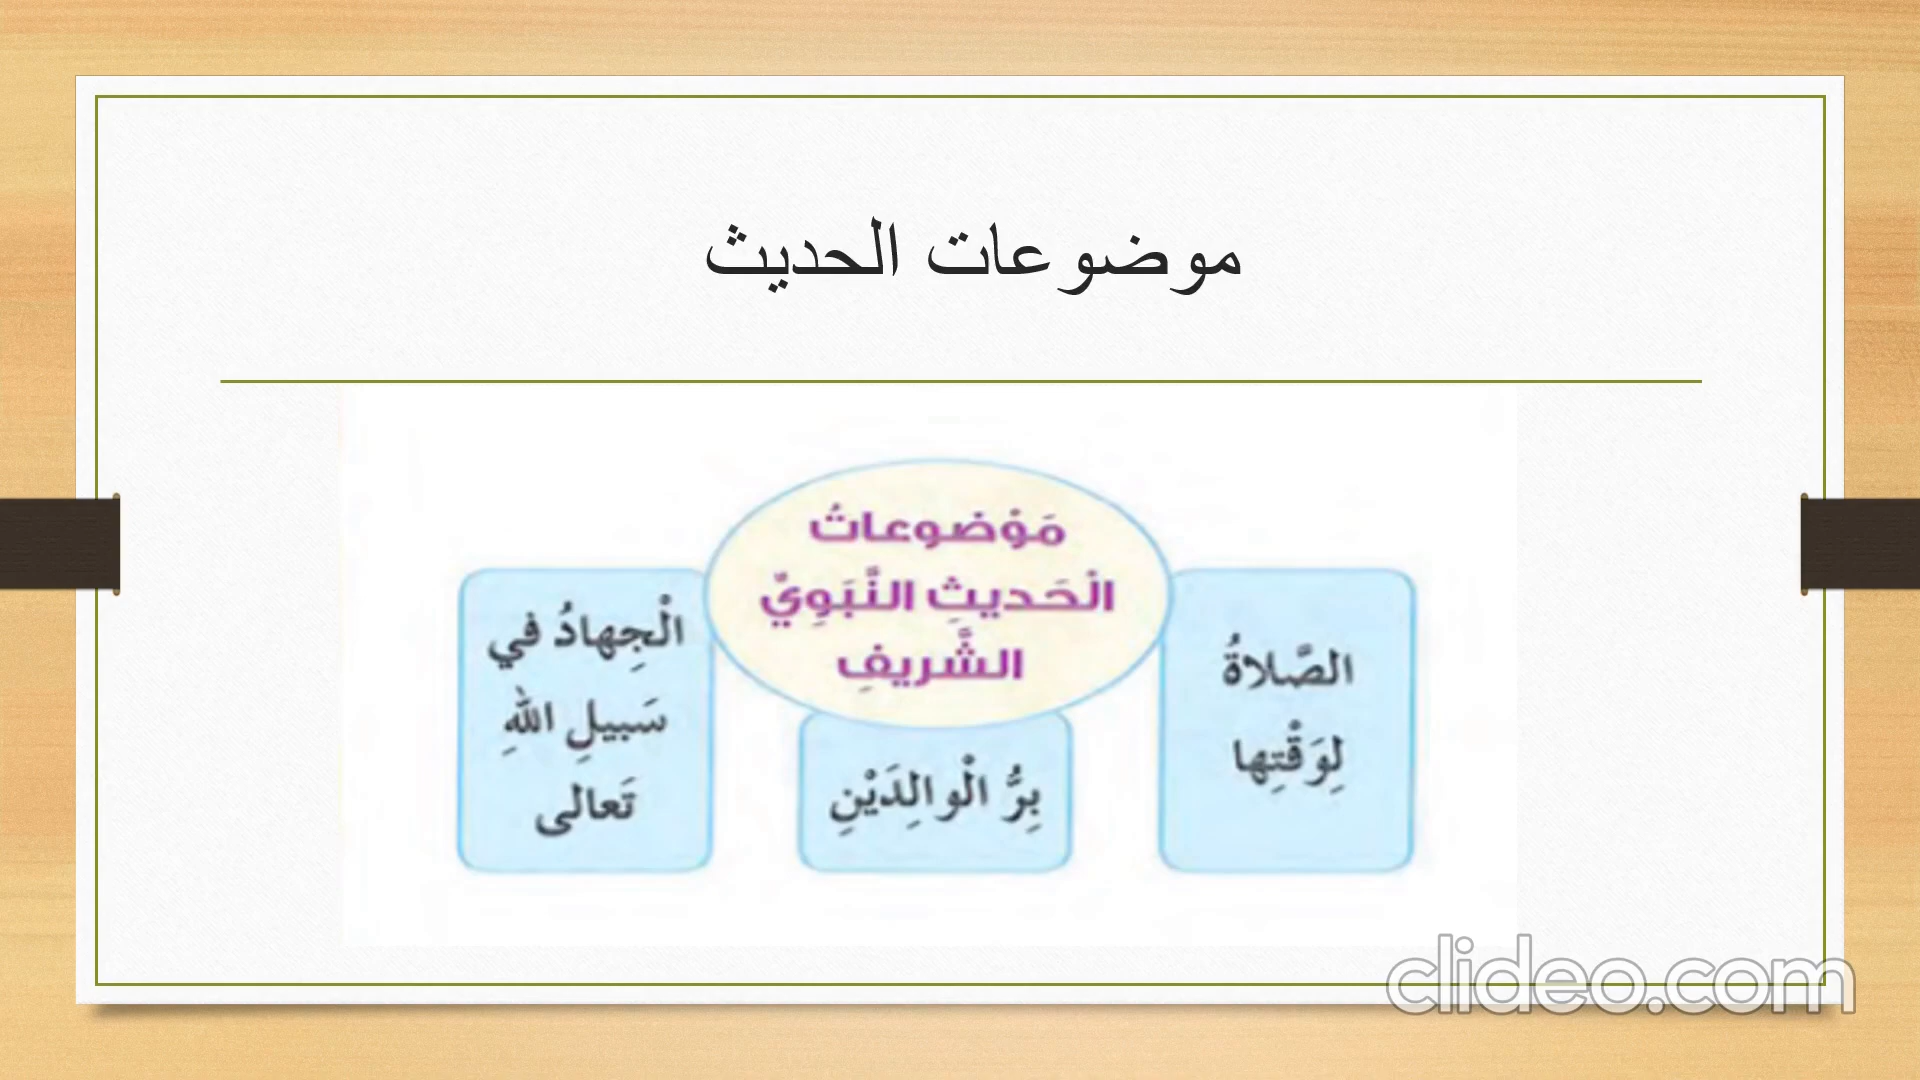 موضوعات الحديث
مَوْضوعاتُ
الْحَديثِ النَّبَوِيِّ
الشَّريفِ
الصَّلاةُ
لِوَقْتِها
بِرُّ الْوالِدَيْنِ
الْجِهادُ في
سَبيلِ اللهِ
تَعالى
clideo.com